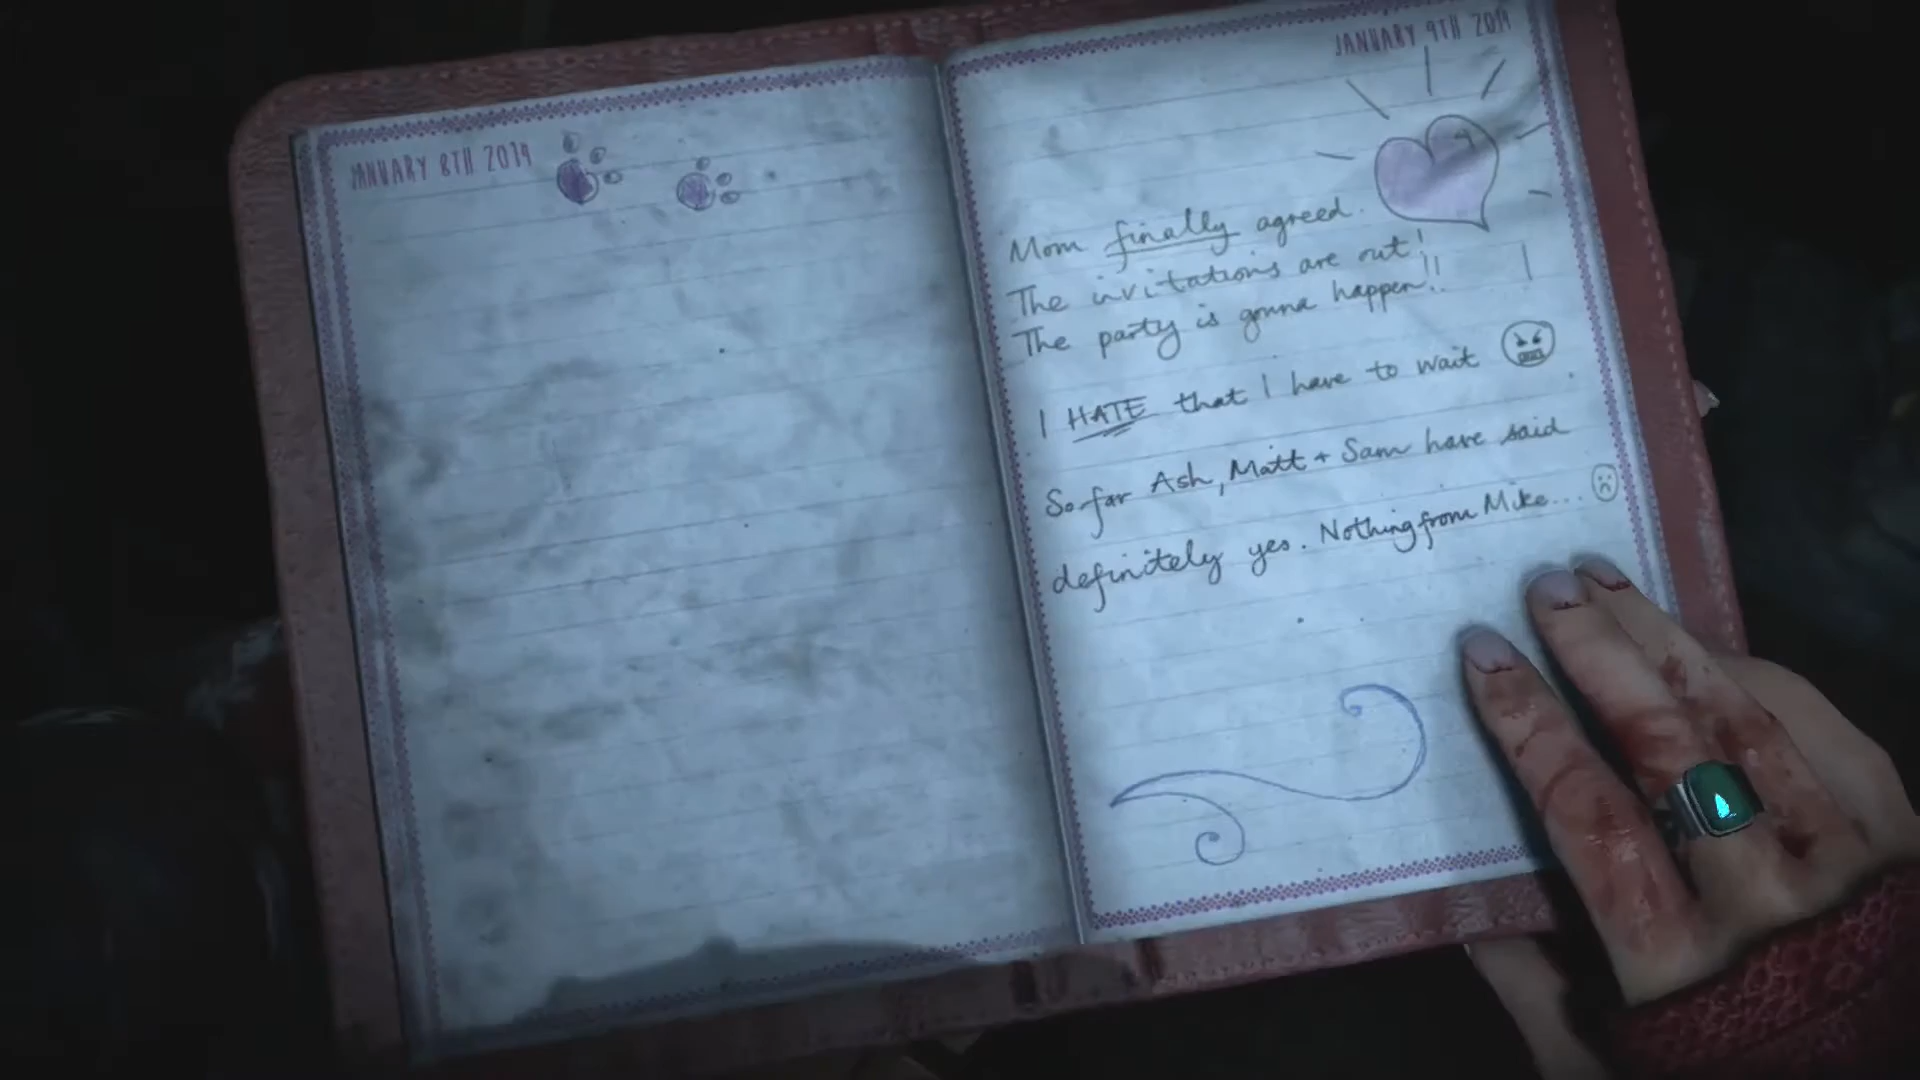 JANUARY 8TH 2014
JANUARY 9TH 2014
Mom finally agreed.
The invitations are out!
The party is gonna happen!!
I HATE that I have to wait
So far Ash, Matt + Sam have said
definitely yes. Nothing from Mike...